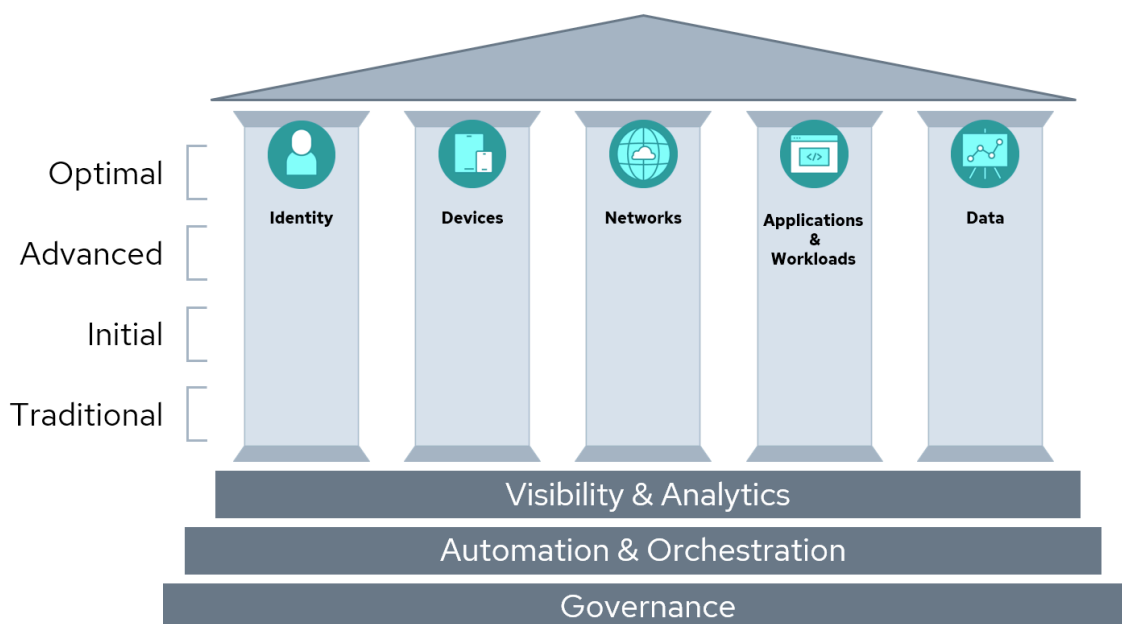 Optimal
Advanced
Initial
Traditional
Identity
Devices
Networks
Applications
&
Workloads
</>
Data
Visibility & Analytics
Automation & Orchestration
Governance